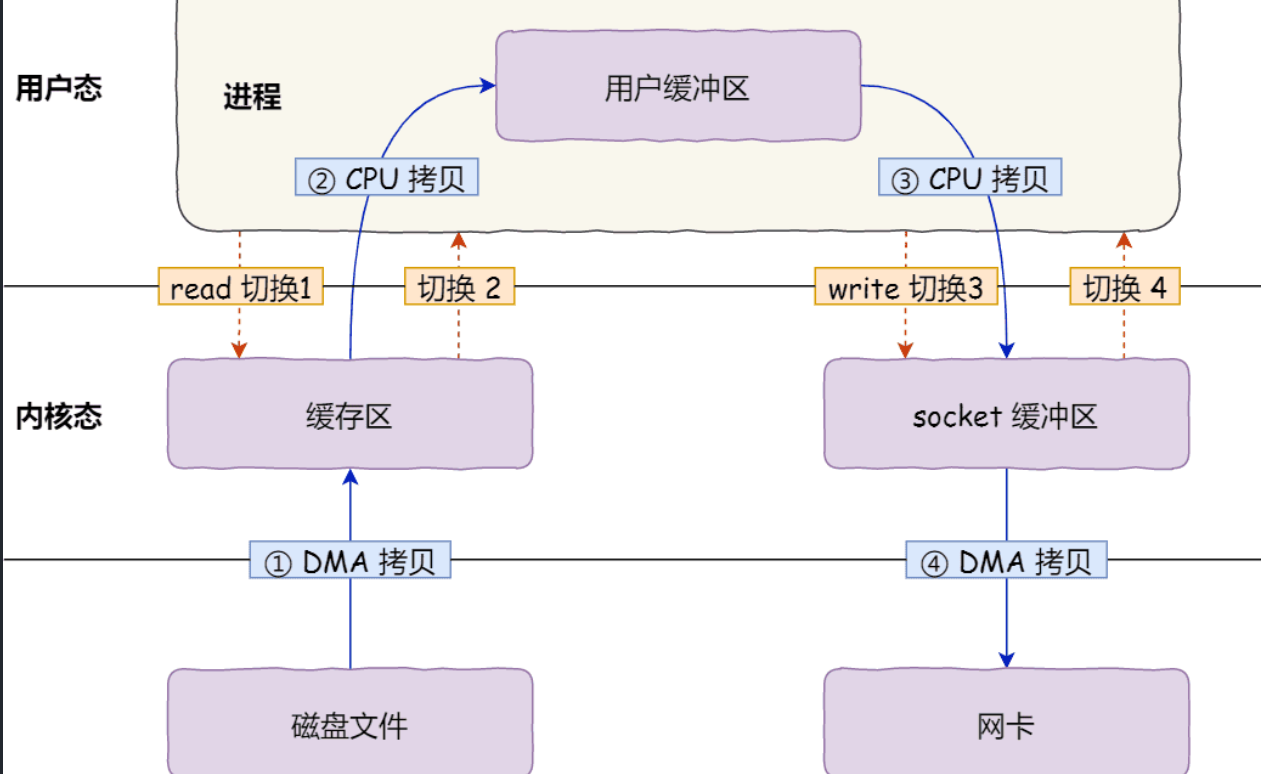 用户态
进程
用户缓冲区
② CPU 拷贝
③ CPU 拷贝
read 切换1
切换 2
write 切换3
切换 4
内核态
缓存区
socket 缓冲区
① DMA 拷贝
④ DMA 拷贝
磁盘文件
网卡